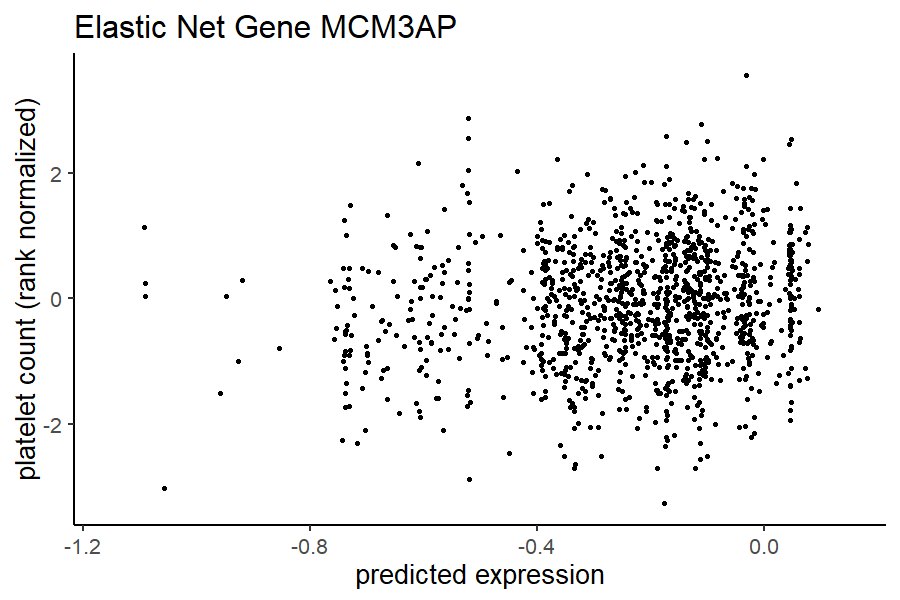 Elastic Net Gene MCM3AP
platelet count (rank normalized)
2
0
-2
-1.2
-0.8
-0.4
0.0
predicted expression